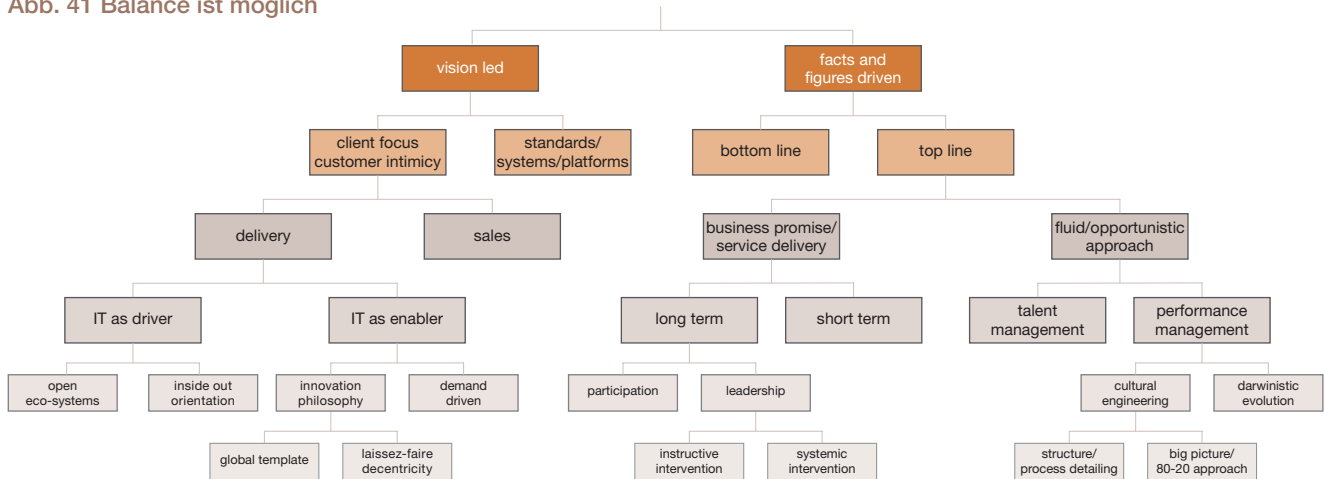 Abb. 41 Balance ist möglich
vision led
facts and
figures driven
client focus
customer intimicy
standards/
systems/platforms
bottom line
top line
delivery
sales
business promise/
service delivery
fluid/opportunistic
approach
IT as driver
IT as enabler
long term
short term
talent
management
performance
management
open
eco-systems
inside out
orientation
innovation
philosophy
demand
driven
participation
leadership
cultural
engineering
darwinistic
evolution
global template
laissez-faire
decentricity
instructive
intervention
systemic
intervention
structure/
process detailing
big picture/
80-20 approach